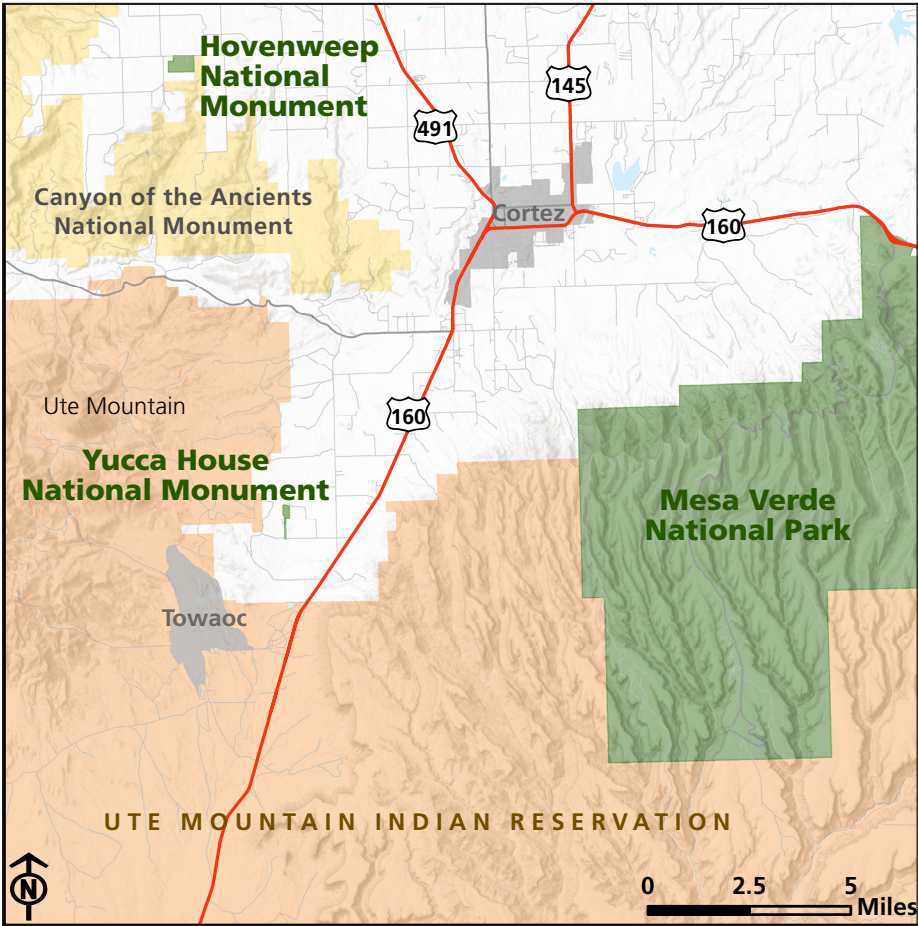 Hovenweep
National
Monument
145
491
Canyon of the Ancients
National Monument
Cortez
160
Ute Mountain
160
Yucca House
National Monument
Mesa Verde
National Park
Towaoc
UTE MOUNTAIN INDIAN RESERVATION
N
0 2.5 5
Miles